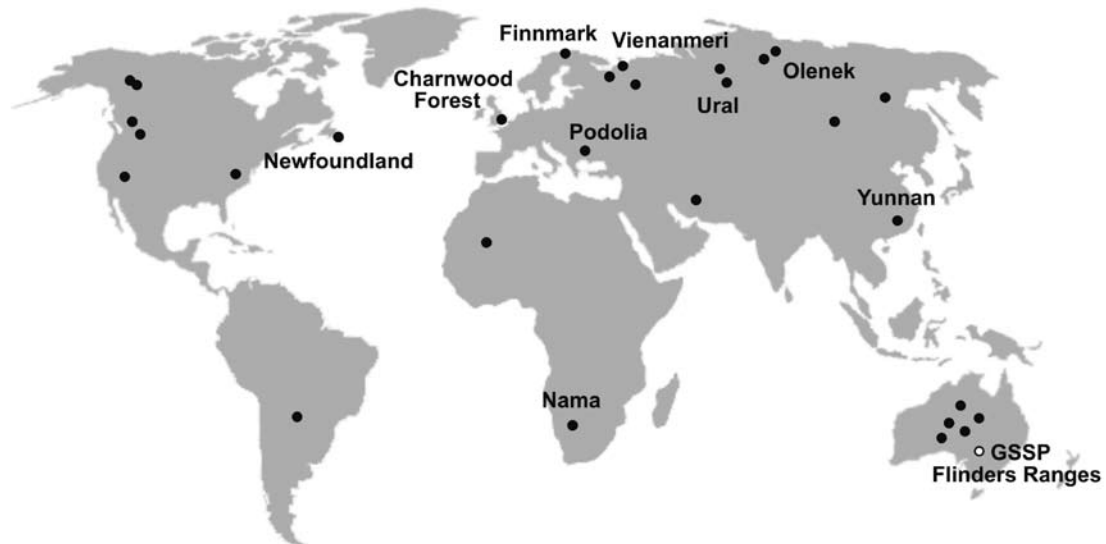 Finnmark
Vienanmeri
Charnwood
Forest
Olenek
Ural
Podolia
Newfoundland
Yunnan
Nama
GSSP
Flinders Ranges